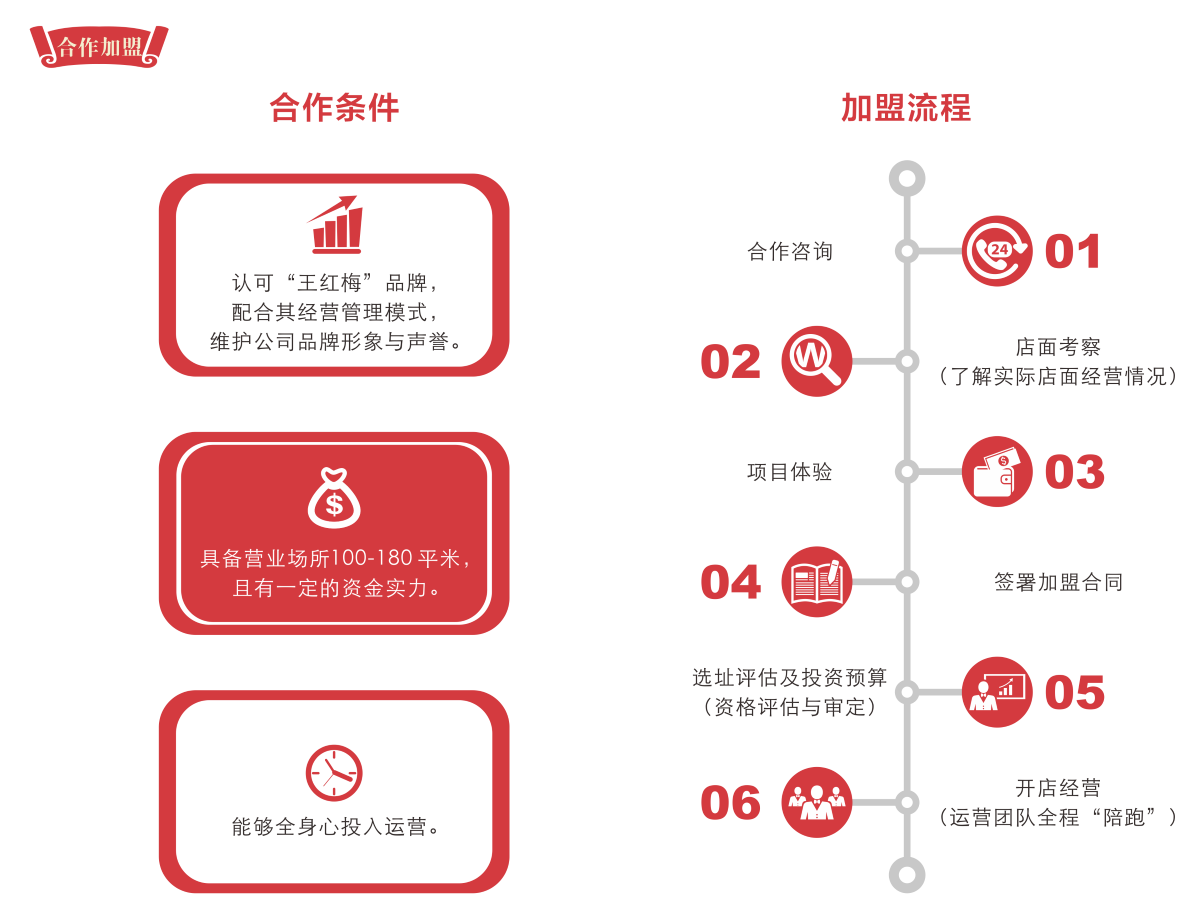 合作加盟
合作条件
认可“王红梅”品牌，
配合其经营管理模式，
维护公司品牌形象与声誉。
$
具备营业场所100-180平米，
且有一定的资金实力。
能够全身心投入运营。
加盟流程
合作咨询
24
01
02
W
店面考察
（了解实际店面经营情况）
项目体验
$
03
04
签署加盟合同
选址评估及投资预算
（资格评估与审定）
05
06
开店经营
（运营团队全程“陪跑”）